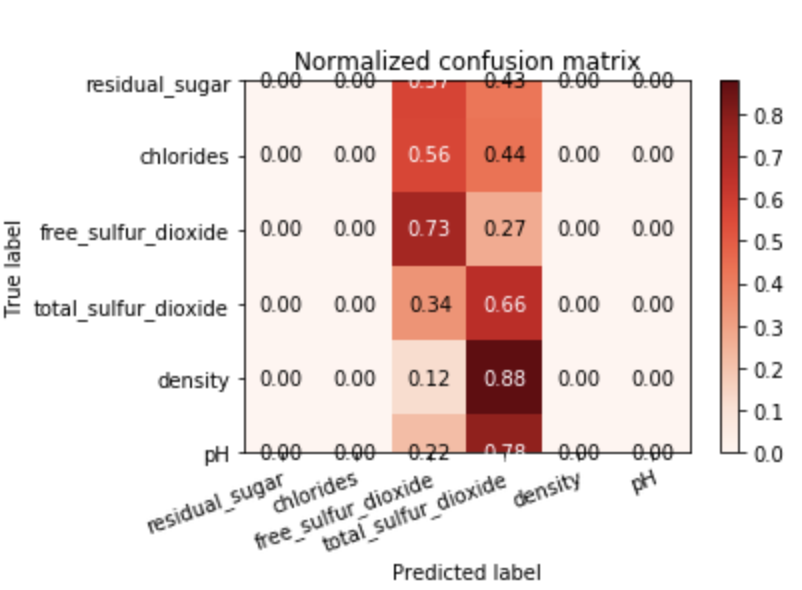 Normalized confusion matrix
True label
residual_sugar 0.00 0.00 0.57 0.43 0.00 0.00
chlorides 0.00 0.00 0.56 0.44 0.00 0.00
free_sulfur_dioxide 0.00 0.00 0.73 0.27 0.00 0.00
total_sulfur_dioxide 0.00 0.00 0.34 0.66 0.00 0.00
density 0.00 0.00 0.12 0.88 0.00 0.00
pH 0.00 0.00 0.22 0.78 0.00 0.00
residual_sugar
chlorides
free_sulfur_dioxide
total_sulfur_dioxide
density
pH
Predicted label
0.8
0.7
0.6
0.5
0.4
0.3
0.2
0.1
0.0